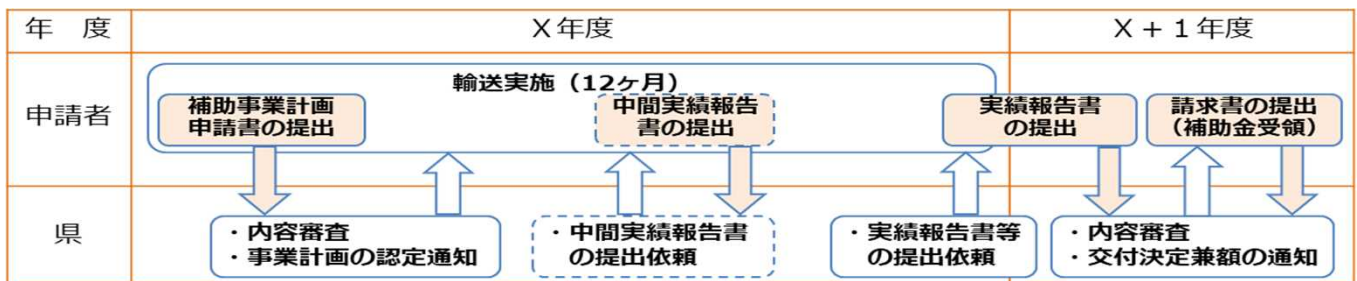 年 度
X年度
X+1年度
申請者
輸送実施(12ヶ月)
補助事業計画
申請書の提出
中間実績報告
書の提出
実績報告書
の提出
請求書の提出
(補助金受領)
県
・内容審査
・事業計画の認定通知
・中間実績報告書
の提出依頼
・実績報告書等
の提出依頼
・内容審査
・交付決定兼額の通知